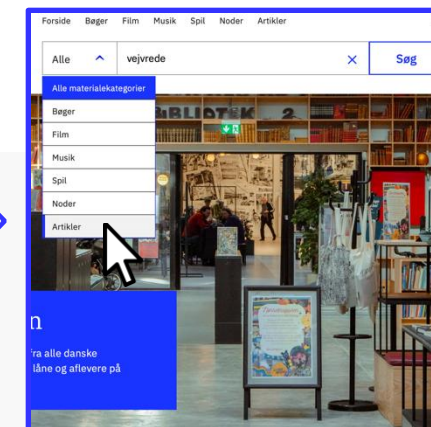 Forside Bøger Film Musik Spil Noder Artikler
Alle vejvrede Søg
Alle materialekategorier
Bøger
Film
Musik
Spil
Noder
Artikler
BIBLIOTEK 2
n
fra alle danske
låne og aflevere på